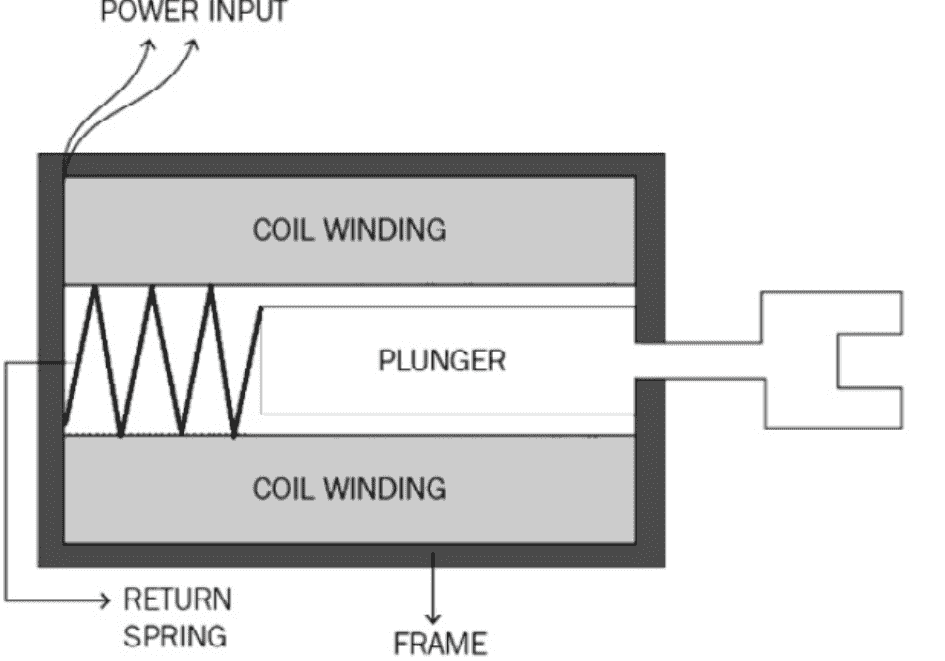 POWER INPUT
COIL WINDING
PLUNGER
COIL WINDING
RETURN
SPRING
FRAME